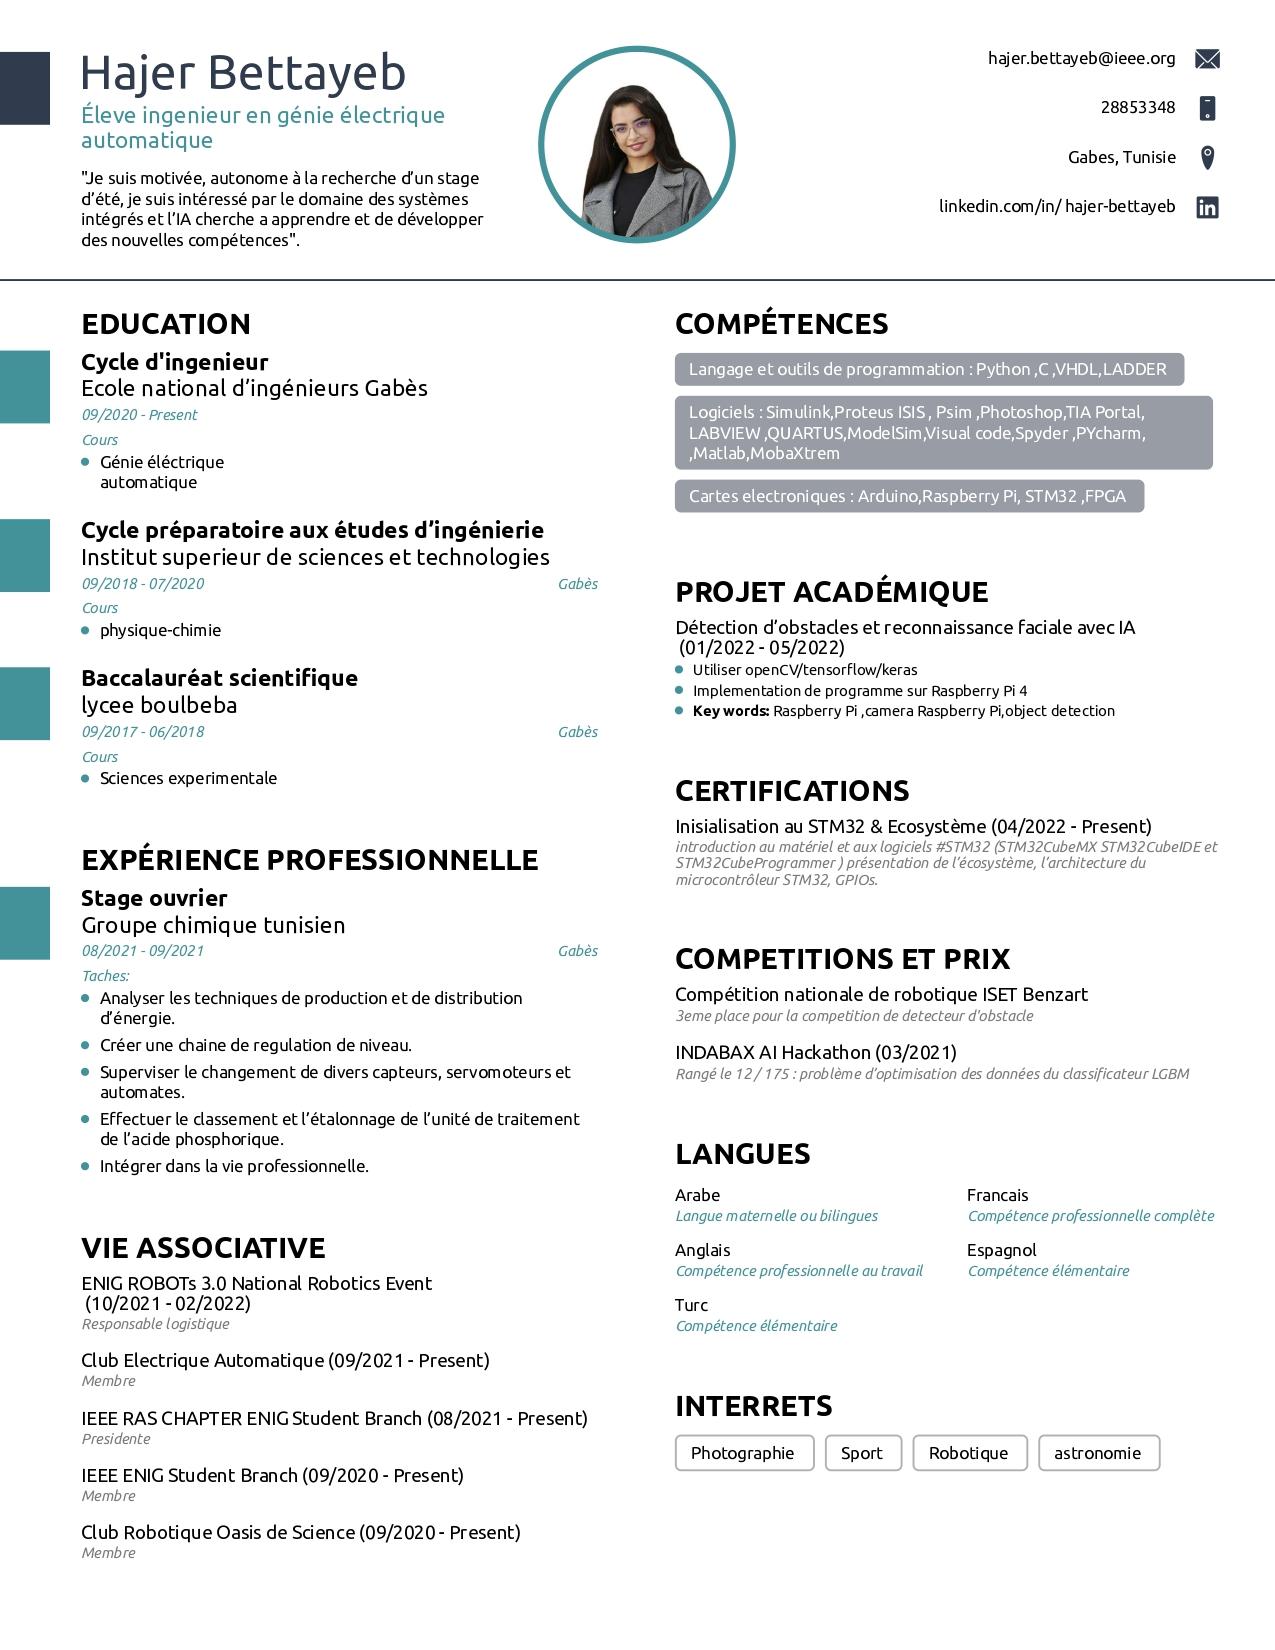 Hajer Bettayeb
Éleve ingenieur en génie électrique
automatique
"Je suis motivée, autonome à la recherche d'un stage
d'été, je suis intéressé par le domaine des systèmes
intégrés et l'IA cherche a apprendre et de développer
des nouvelles compétences".
hajer.bettayeb@ieee.org
28853348
Gabes, Tunisie
linkedin.com/in/ hajer-bettayeb
EDUCATION
Cycle d'ingenieur
Ecole national d'ingénieurs Gabès
09/2020 - Present
Cours
Génie éléctrique
automatique
Cycle préparatoire aux études d'ingénierie
Institut superieur de sciences et technologies
09/2018 - 07/2020 Gabès
Cours
physique-chimie
Baccalauréat scientifique
lycee boulbeba
09/2017 - 06/2018 Gabès
Cours
Sciences experimentale
EXPÉRIENCE PROFESSIONNELLE
Stage ouvrier
Groupe chimique tunisien
08/2021 - 09/2021 Gabès
Taches:
Analyser les techniques de production et de distribution
d'énergie.
Créer une chaine de regulation de niveau.
Superviser le changement de divers capteurs, servomoteurs et
automates.
Effectuer le classement et l'étalonnage de l'unité de traitement
de l'acide phosphorique.
Intégrer dans la vie professionnelle.
VIE ASSOCIATIVE
ENIG ROBOTs 3.0 National Robotics Event
(10/2021 - 02/2022)
Responsable logistique
Club Electrique Automatique (09/2021 - Present)
Membre
IEEE RAS CHAPTER ENIG Student Branch (08/2021 - Present)
Presidente
IEEE ENIG Student Branch (09/2020 - Present)
Membre
Club Robotique Oasis de Science (09/2020 - Present)
Membre
COMPÉTENCES
Langage et outils de programmation : Python ,C ,VHDL,LADDER
Logiciels : Simulink,Proteus ISIS , Psim ,Photoshop,TIA Portal,
LABVIEW ,QUARTUS,ModelSim,Visual code,Spyder ,PYcharm,
,Matlab,MobaXtrem
Cartes electroniques : Arduino,Raspberry Pi, STM32 ,FPGA
PROJET ACADÉMIQUE
Détection d'obstacles et reconnaissance faciale avec IA
(01/2022 - 05/2022)
Utiliser openCV/tensorflow/keras
Implementation de programme sur Raspberry Pi 4
Key words: Raspberry Pi ,camera Raspberry Pi,object detection
CERTIFICATIONS
Inisialisation au STM32 & Ecosystème (04/2022 - Present)
introduction au matériel et aux logiciels #STM32 (STM32CubeMX STM32CubeIDE et
STM32CubeProgrammer ) présentation de l'écosystème, l'architecture du
microcontrôleur STM32, GPIOs.
COMPETITIONS ET PRIX
Compétition nationale de robotique ISET Benzart
3eme place pour la competition de detecteur d'obstacle
INDABAX AI Hackathon (03/2021)
Rangé le 12 / 175 : problème d'optimisation des données du classificateur LGBM
LANGUES
Arabe
Langue maternelle ou bilingues
Francais
Compétence professionnelle complète
Anglais
Compétence professionnelle au travail
Espagnol
Compétence élémentaire
Turc
Compétence élémentaire
INTERRETS
Photographie Sport Robotique astronomie